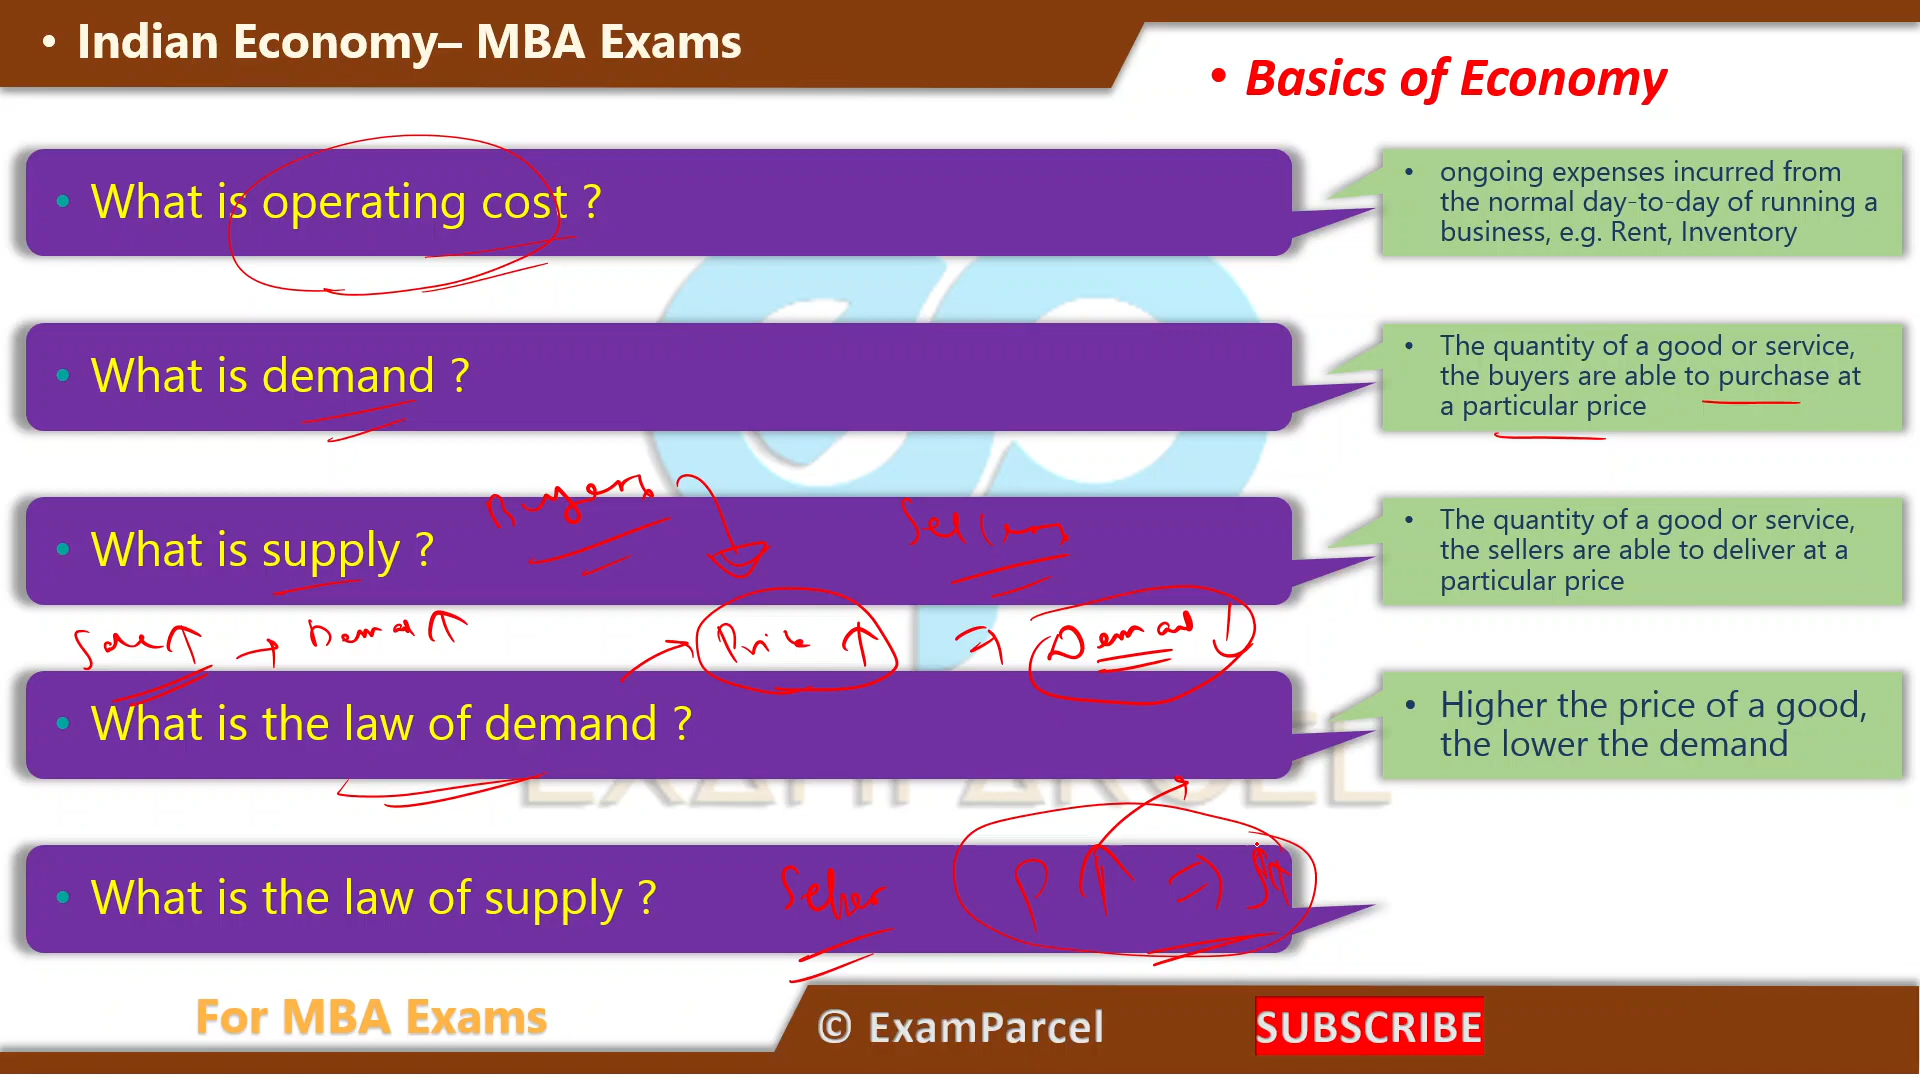 • Indian Economy– MBA Exams
• Basics of Economy
• What is operating cost ?
• ongoing expenses incurred from
the normal day-to-day of running a
business, e.g. Rent, Inventory
• What is demand ?
• The quantity of a good or service,
the buyers are able to purchase at
a particular price
Buyers
Sellers
• What is supply ?
• The quantity of a good or service,
the sellers are able to deliver at a
particular price
Sale ↑ → Demand ↑
Price ↑ ⇒ Demand ↓
• What is the law of demand ?
• Higher the price of a good,
the lower the demand
EXAMPARCEL
• What is the law of supply ?
Seller
P ↑ ⇒ S ↑
For MBA Exams
© ExamParcel
SUBSCRIBE